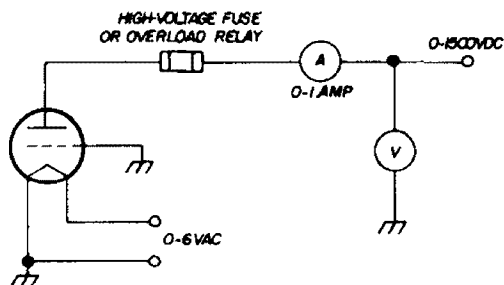 HIGH-VOLTAGE FUSE
OR OVERLOAD RELAY
A
0-1 AMP
0-1500VDC
V
0-6VAC